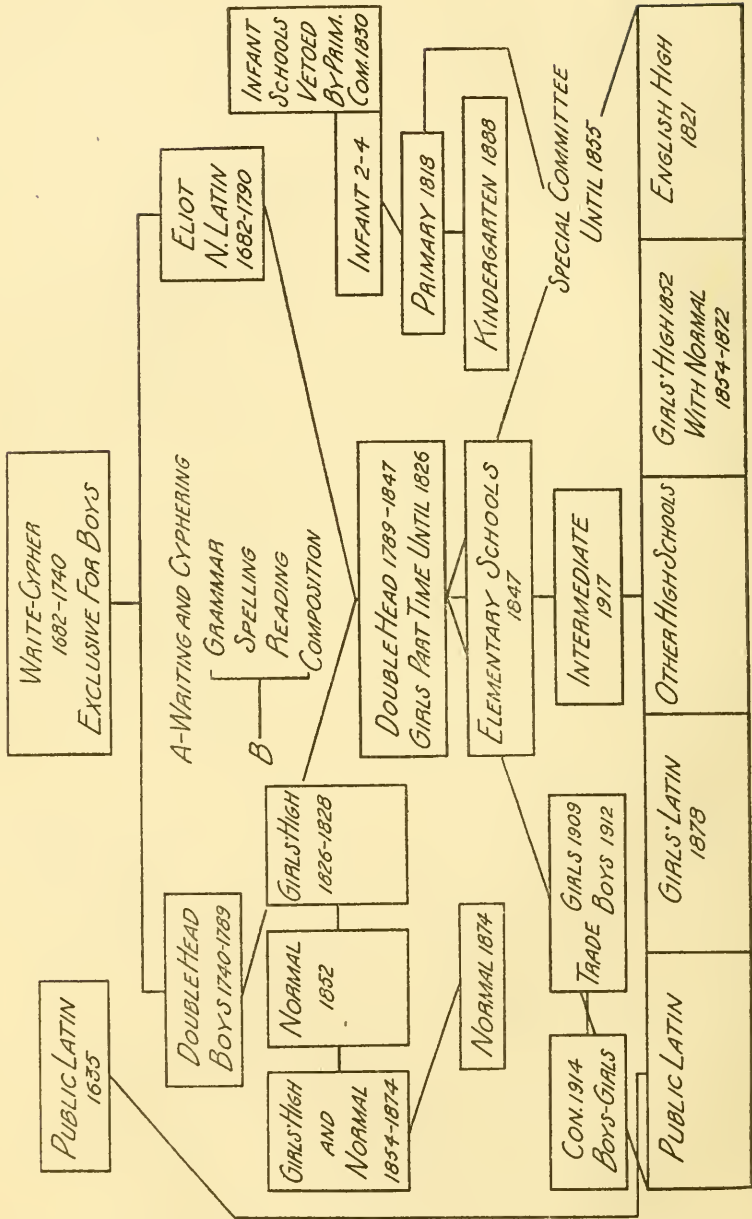 PUBLIC LATIN
1635
WRITE-CYPHER
1682-1740
EXCLUSIVE FOR BOYS
DOUBLE HEAD
BOYS 1740-1789
A-WRITING AND CYPHERING
B
GRAMMAR
SPELLING
READING
COMPOSITION
ELIOT
N. LATIN
1682-1790
INFANT
SCHOOLS
VETOED
BY PRIM.
COM. 1830
INFANT 2-4
GIRLS' HIGH
AND
NORMAL
1854-1874
NORMAL
1852
GIRLS' HIGH
1826-1828
DOUBLE HEAD 1789-1847
GIRLS PART TIME UNTIL 1826
PRIMARY 1818
KINDERGARTEN 1888
NORMAL 1874
ELEMENTARY SCHOOLS
1847
SPECIAL COMMITTEE
UNTIL 1855
CON. 1914
BOYS-GIRLS
GIRLS 1909
TRADE BOYS 1912
INTERMEDIATE
1917
PUBLIC LATIN
GIRLS' LATIN
1878
OTHER HIGH SCHOOLS
GIRLS' HIGH 1852
WITH NORMAL
1854-1872
ENGLISH HIGH
1821